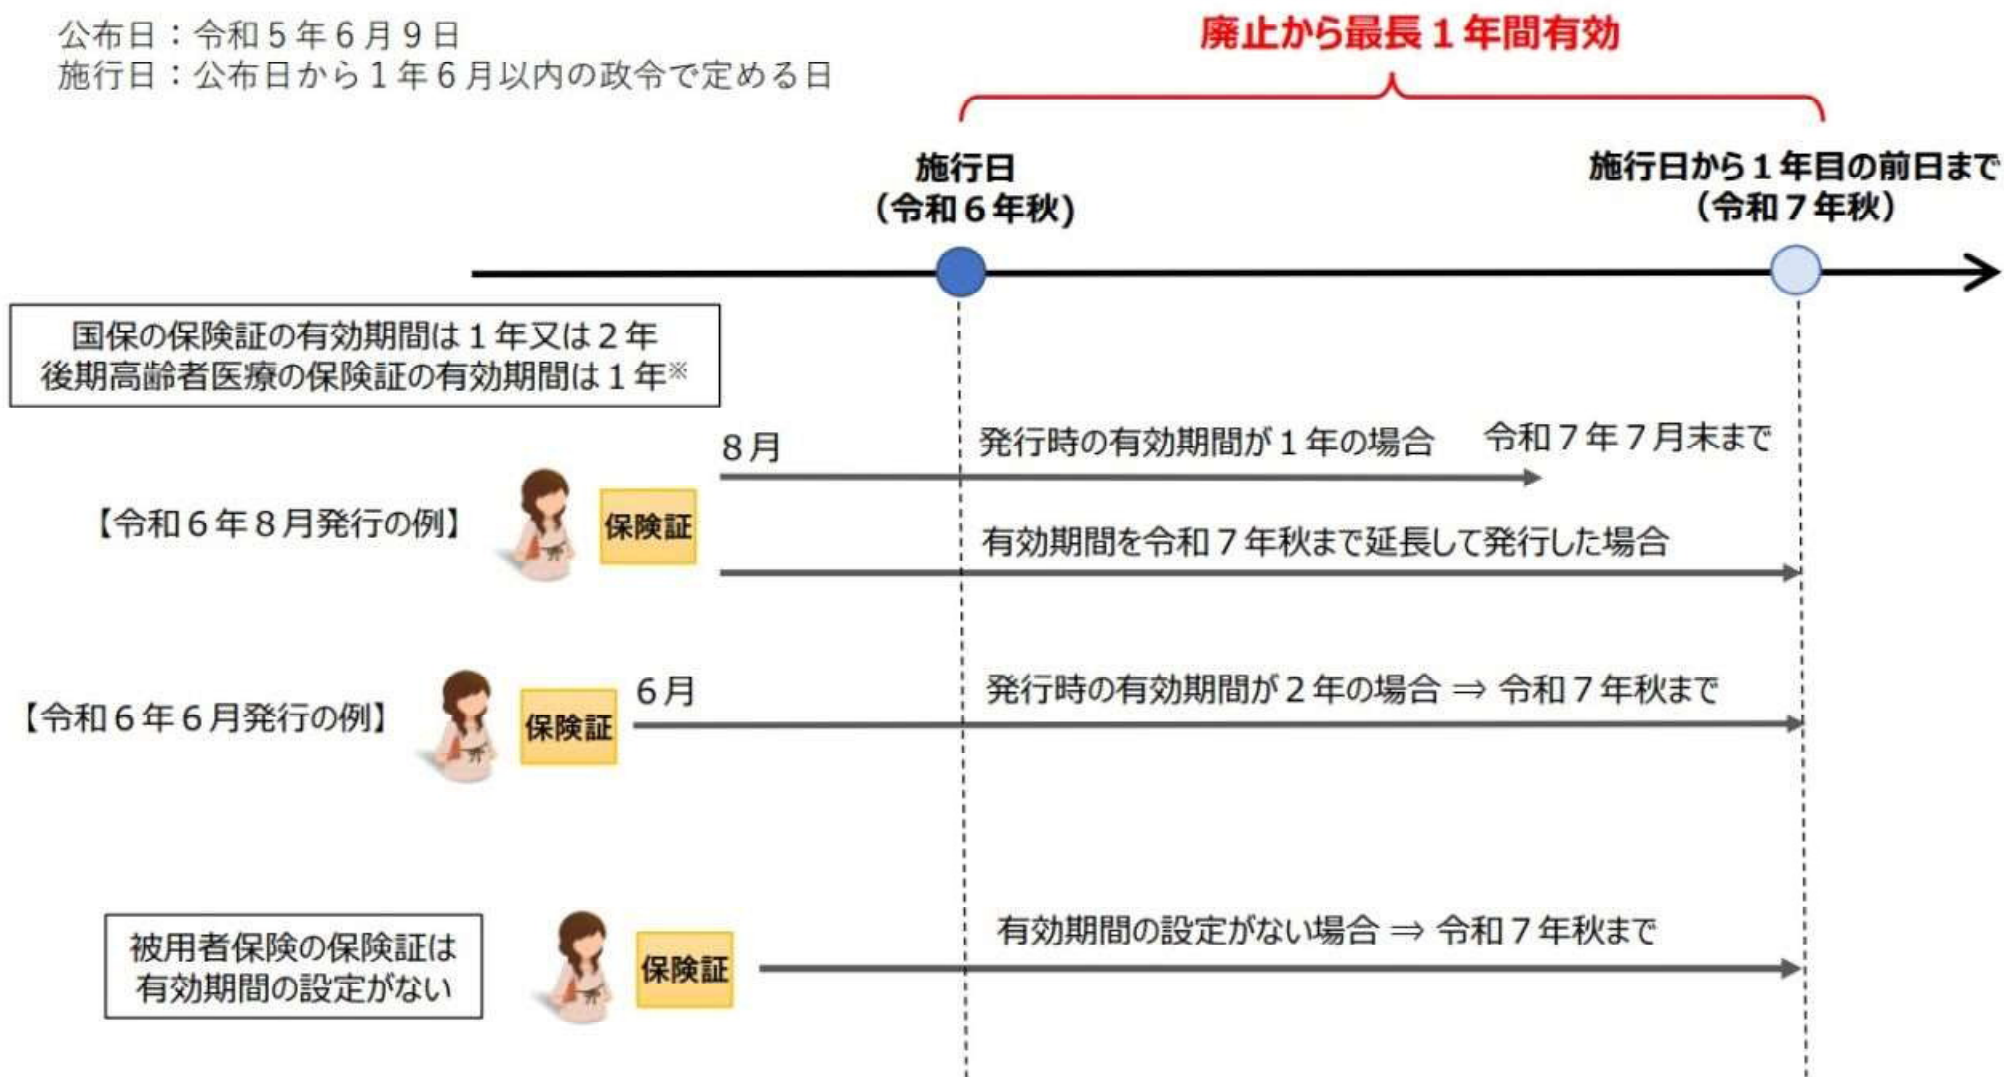 公布日：令和５年６月９日
施行日：公布日から１年６月以内の政令で定める日
廃止から最長１年間有効
施行日
（令和６年秋)
施行日から１年目の前日まで
（令和７年秋）
国保の保険証の有効期間は１年又は２年
後期高齢者医療の保険証の有効期間は１年※
8月
発行時の有効期間が１年の場合
令和７年７月末まで
【令和６年８月発行の例】
保険証
有効期間を令和７年秋まで延長して発行した場合
6月
発行時の有効期間が２年の場合 ⇒ 令和７年秋まで
【令和６年６月発行の例】
保険証
有効期間の設定がない場合 ⇒ 令和７年秋まで
被用者保険の保険証は
有効期間の設定がない
保険証